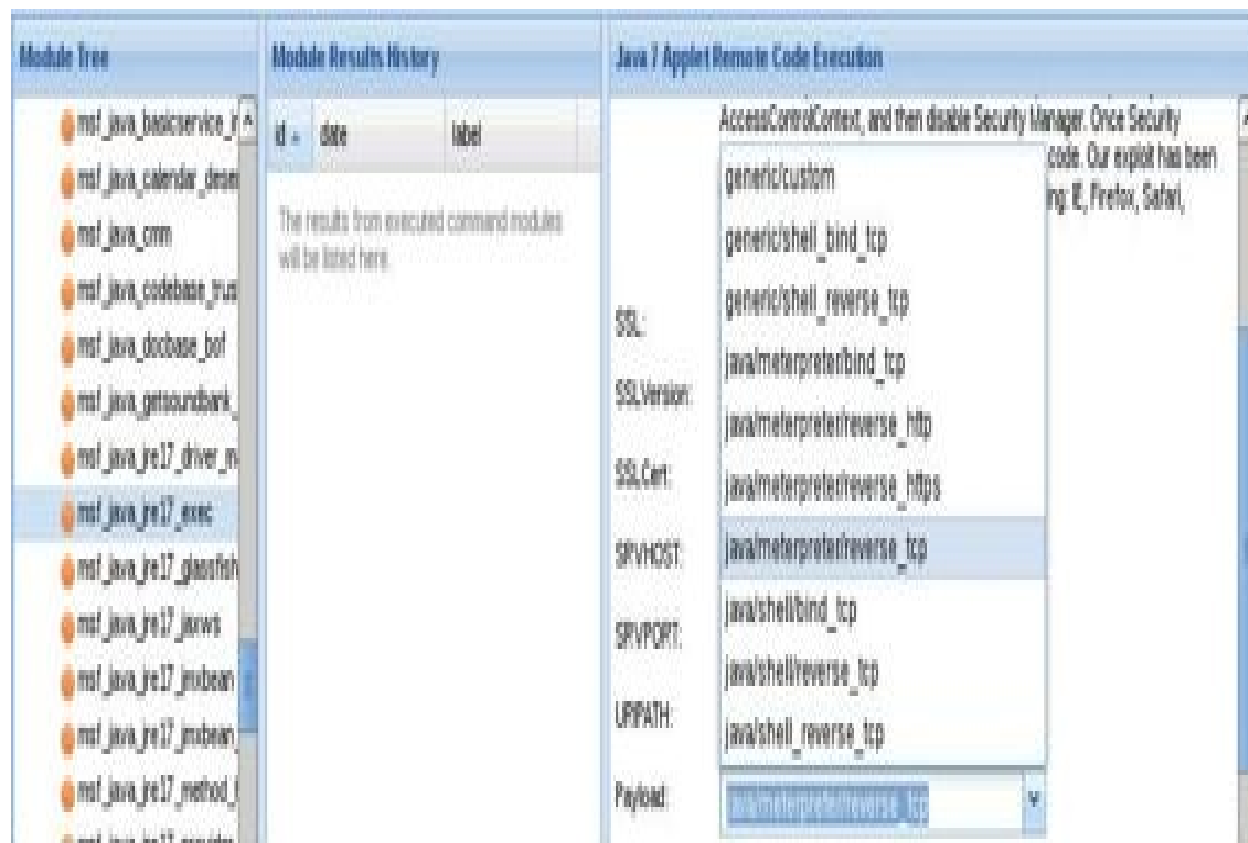 Module Tree
msf_java_basicservice_
msf_java_calendar_deser
msf_java_cmm
msf_java_codebase_trus
msf_java_docbase_bof
msf_java_getsoundbank_
msf_java_jre17_driver_m
msf_java_jre17_exec
msf_java_jre17_glassfish
msf_java_jre17_jaxws
msf_java_jre17_jmxbean
msf_java_jre17_jmxbean_
msf_java_jre17_method_
Module Results History
id date label
The results from executed command modules
will be listed here.
Java 7 Applet Remote Code Execution
AccessControlContext, and then disable Security Manager. Once Security
code. Our exploit has been
ing: IE, Firefox, Safari,
generic/custom
generic/shell_bind_tcp
generic/shell_reverse_tcp
java/meterpreter/bind_tcp
java/meterpreter/reverse_http
java/meterpreter/reverse_https
java/meterpreter/reverse_tcp
java/shell/bind_tcp
java/shell/reverse_tcp
java/shell_reverse_tcp
SSL:
SSLVersion:
SSLCert:
SRVHOST:
SRVPORT:
URIPATH:
Payload: java/meterpreter/reverse_tcp